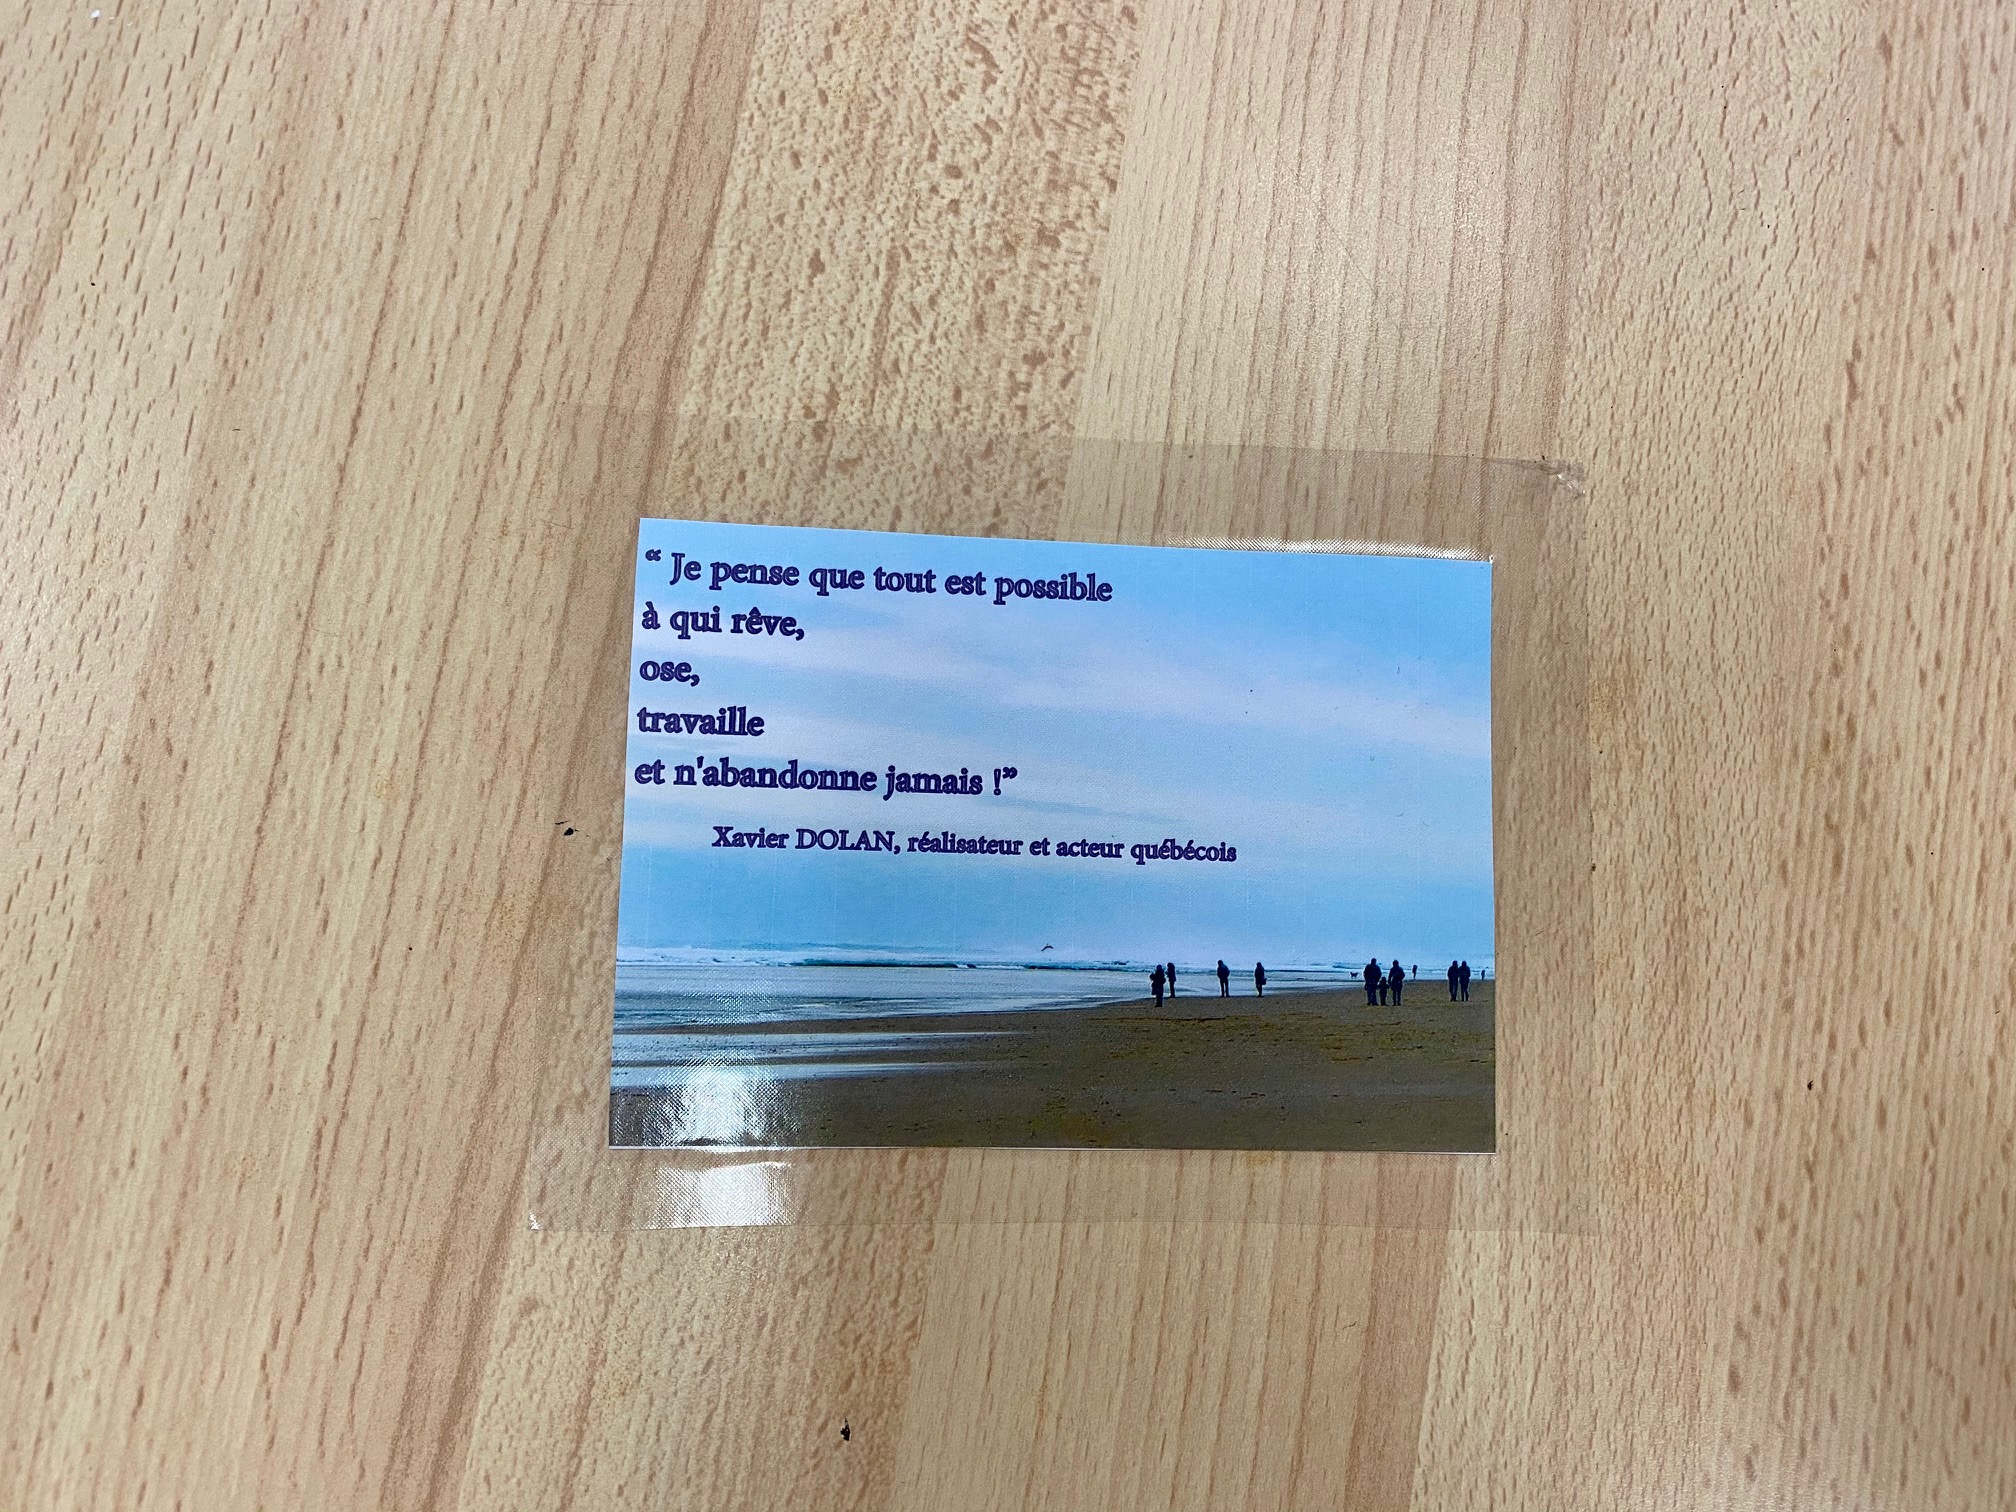 “ Je pense que tout est possible
à qui rêve,
ose,
travaille
et n'abandonne jamais !”
Xavier DOLAN, réalisateur et acteur québécois